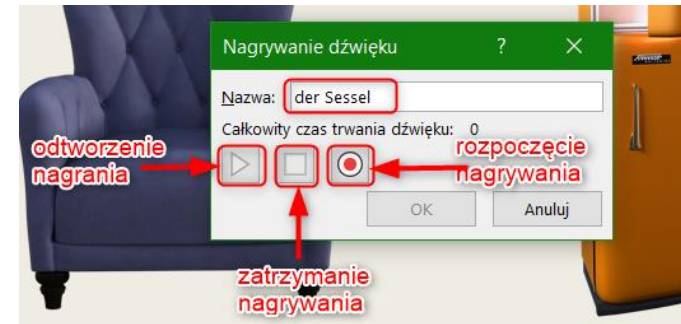 Nagrywanie dźwięku ? ×
Nazwa: der Sessel
Całkowity czas trwania dźwięku: 0
odtworzenie
nagrania
rozpoczęcie
nagrywania
OK Anuluj
zatrzymanie
nagrywania